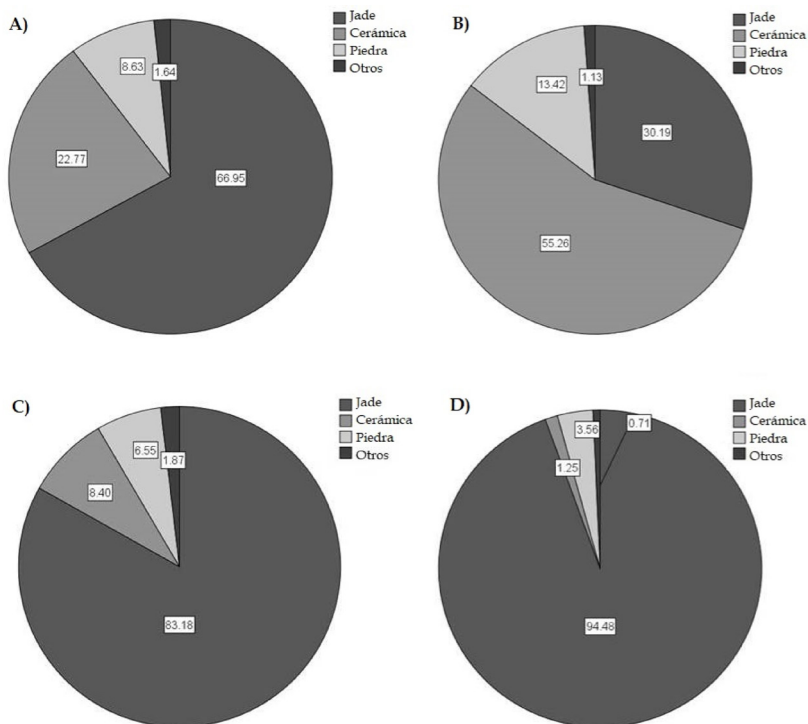 A)
Jade
Cerámica
Piedra
Otros
8.63
1.64
22.77
66.95
B)
Jade
Cerámica
Piedra
Otros
13.42
1.13
30.19
55.26
C)
Jade
Cerámica
Piedra
Otros
6.55
1.87
8.40
83.18
D)
Jade
Cerámica
Piedra
Otros
3.56
0.71
1.25
94.48